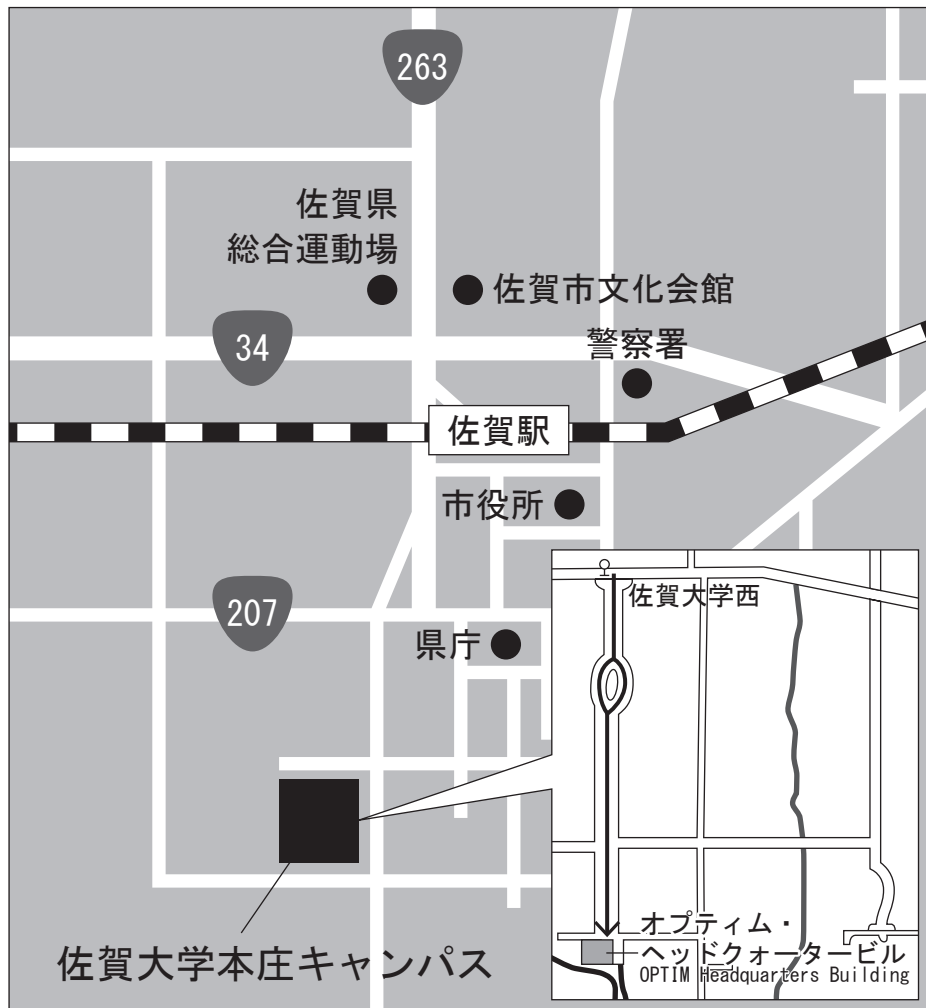 263
佐賀県
総合運動場
佐賀市文化会館
34
警察署
佐賀駅
市役所
207
県庁
佐賀大学西
オプティム・
ヘッドクォータービル
OPTIM Headquarters Building
佐賀大学本庄キャンパス